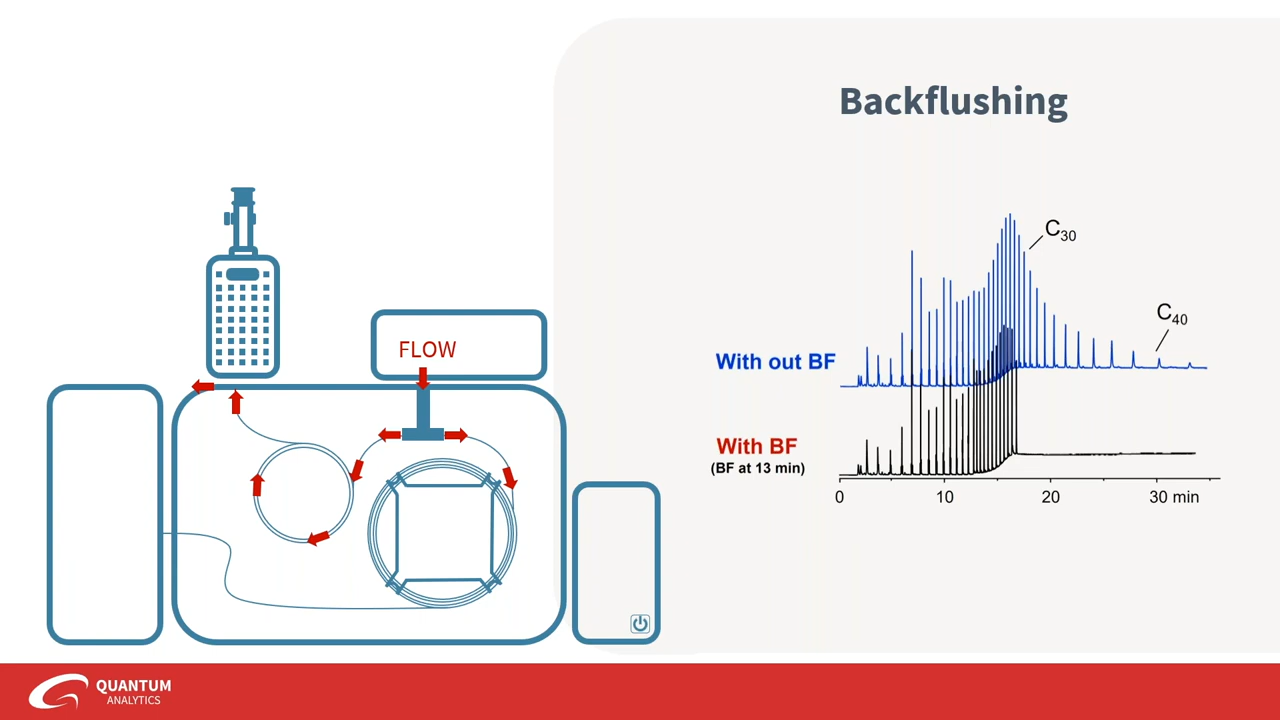 Backflushing
FLOW
C30
C40
With out BF
With BF
(BF at 13 min)
0 10 20 30 min
QUANTUM
ANALYTICS